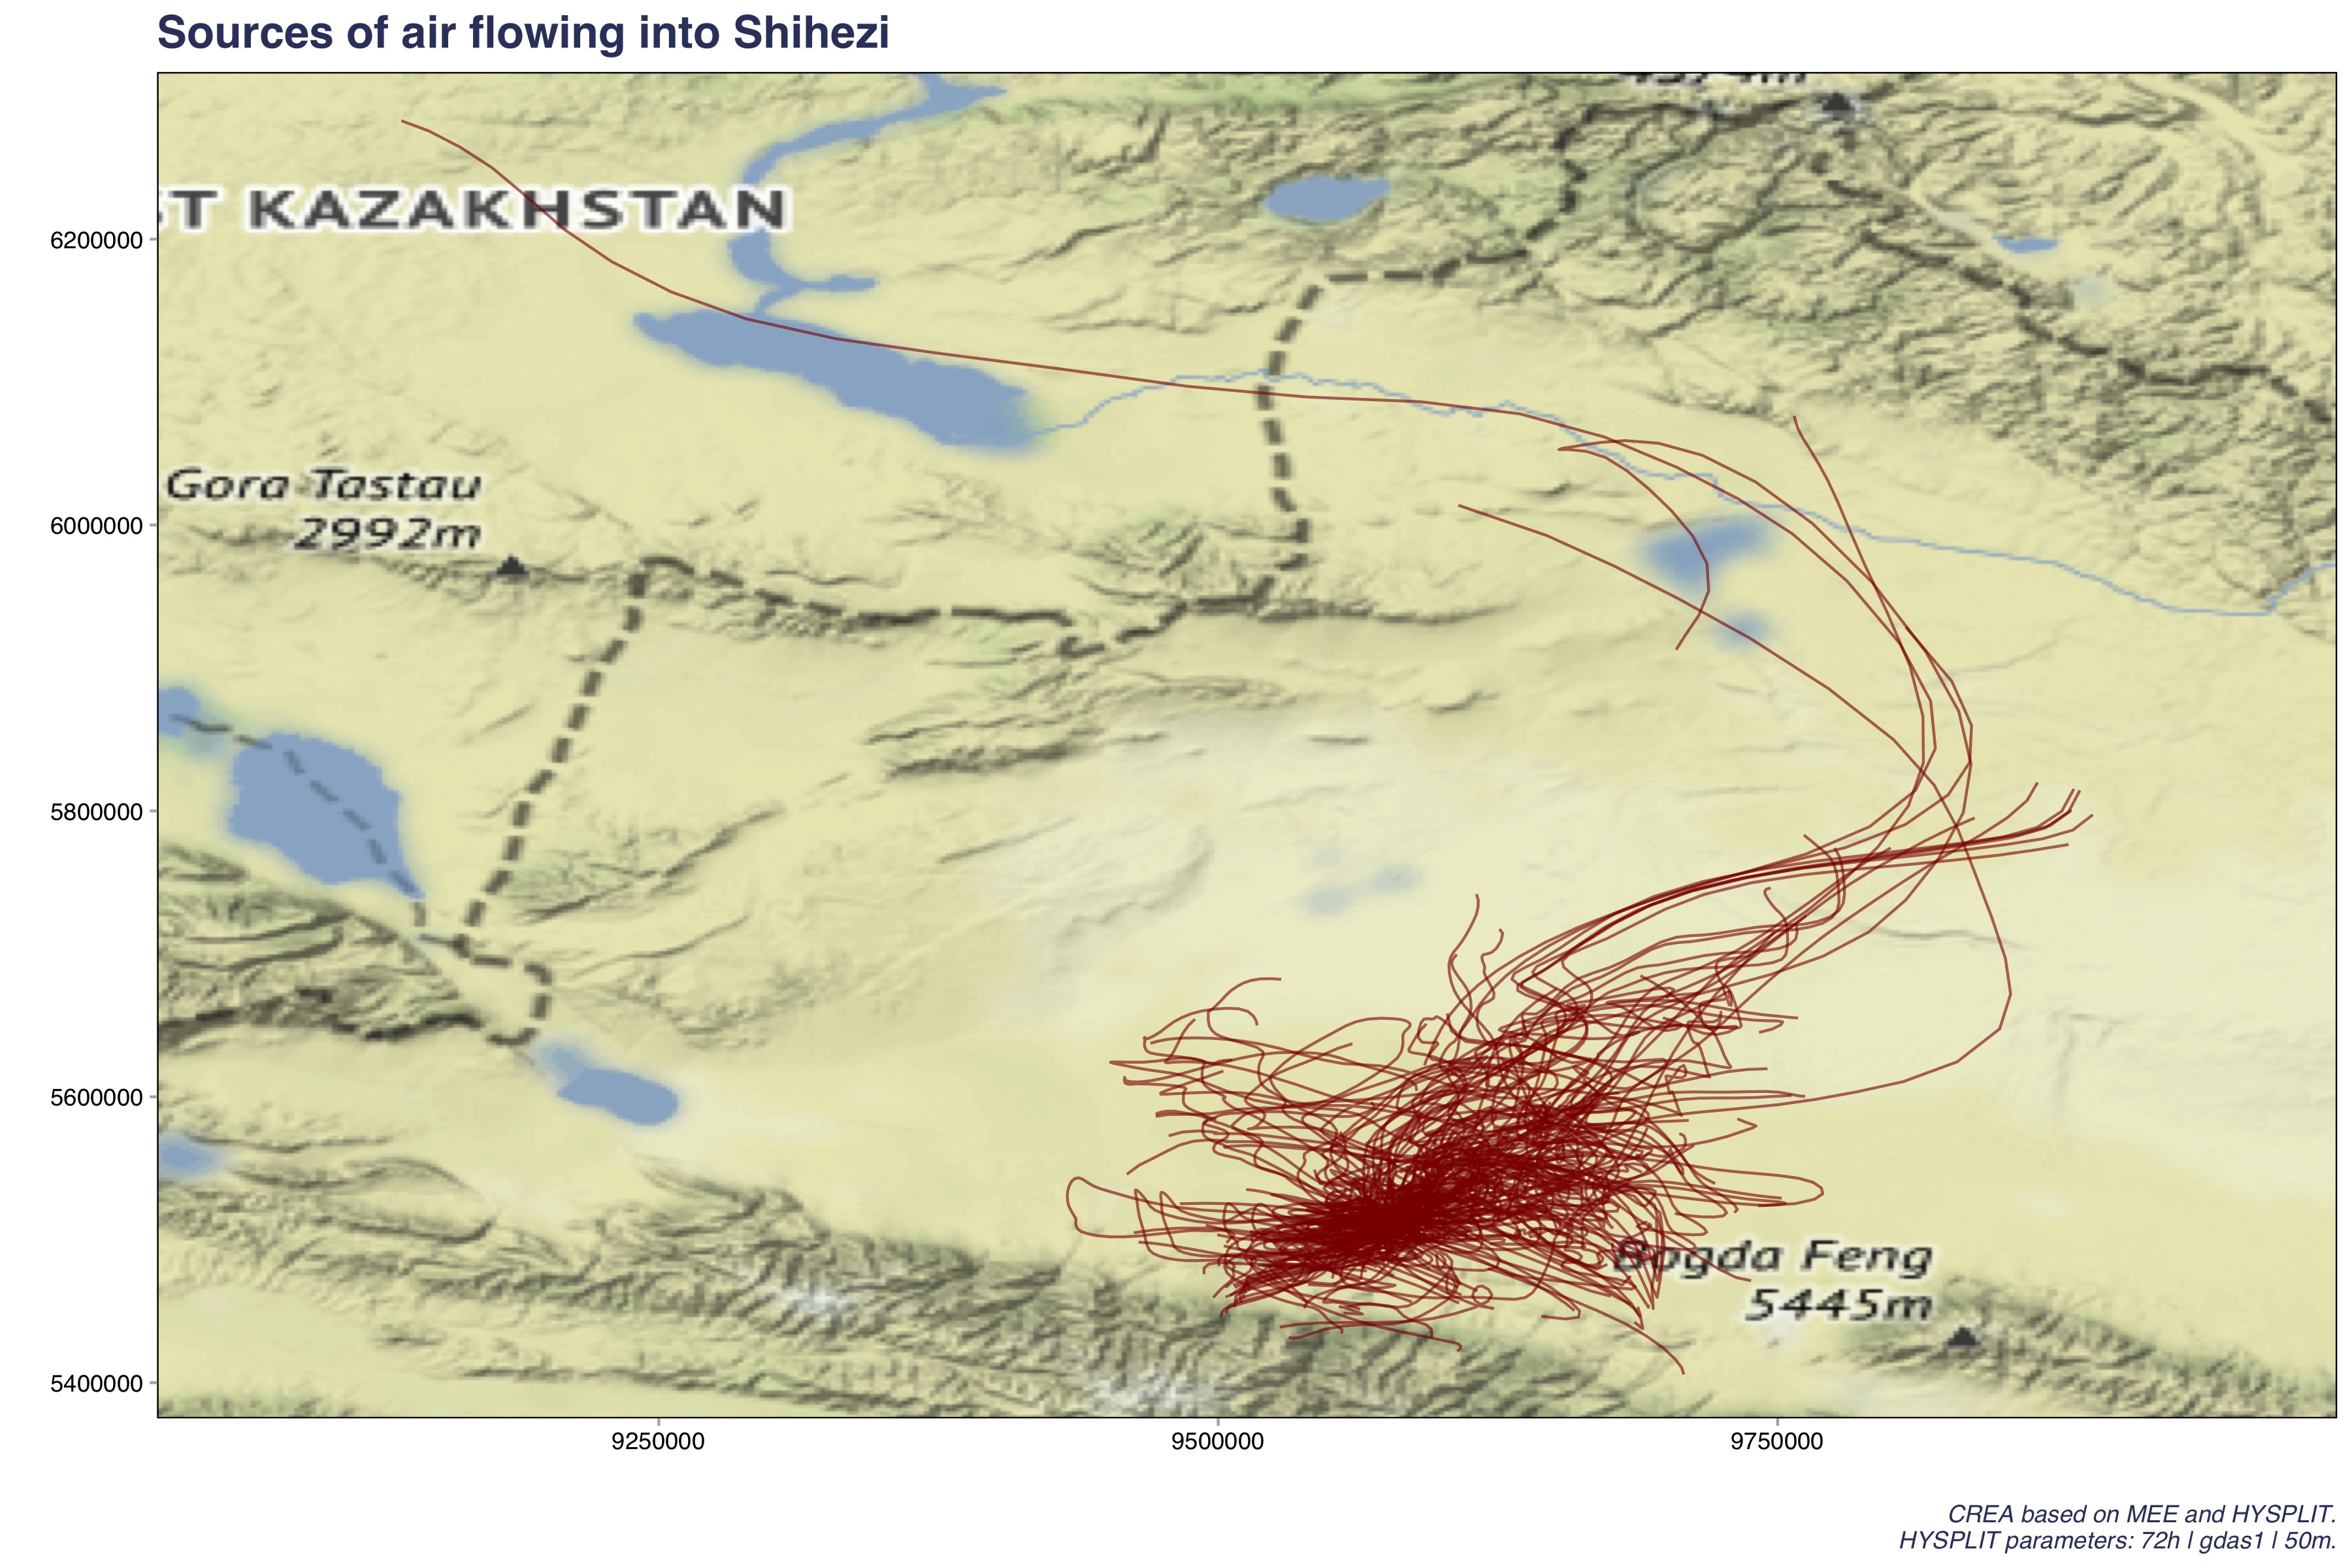 Sources of air flowing into Shihezi
ST KAZAKHSTAN
6200000
Gora Tastau
2992m
6000000
5800000
5600000
Bogda Feng
5445m
5400000
9250000
9500000
9750000
CREA based on MEE and HYSPLIT.
HYSPLIT parameters: 72h | gdas1 | 50m.